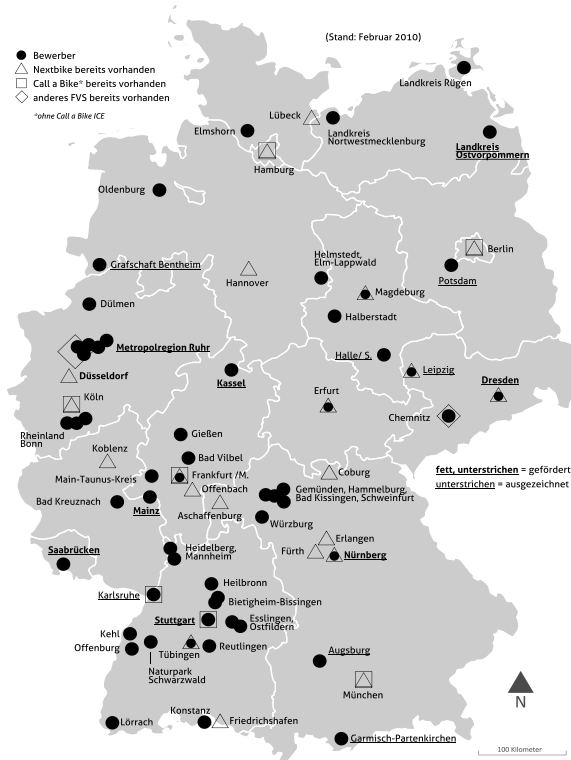 (Stand: Februar 2010)
Bewerber
Nextbike bereits vorhanden
Call a Bike* bereits vorhanden
anderes FVS bereits vorhanden
*ohne Call a Bike ICE
Landkreis Rügen
Lübeck
Elmshorn
Landkreis
Nortwestmecklenburg
Landkreis
Ostvorpommern
Hamburg
Oldenburg
Berlin
Grafschaft Bentheim
Hannover
Helmstedt,
Elm-Lappwald
Potsdam
Magdeburg
Dülmen
Halberstadt
Metropolregion Ruhr
Halle/ S.
Düsseldorf
Kassel
Leipzig
Dresden
Köln
Erfurt
Chemnitz
Rheinland
Bonn
Gießen
Koblenz
Bad Vilbel
Main-Taunus-Kreis
Frankfurt /M.
Coburg
fett, unterstrichen = gefördert
unterstrichen = ausgezeichnet
Offenbach
Gemünden, Hammelburg,
Bad Kissingen, Schweinfurt
Bad Kreuznach
Mainz
Aschaffenburg
Würzburg
Saabrücken
Heidelberg,
Mannheim
Erlangen
Fürth
Nürnberg
Heilbronn
Karlsruhe
Bietigheim-Bissingen
Stuttgart
Esslingen,
Ostfildern
Kehl
Offenburg
Tübingen
Reutlingen
Augsburg
Naturpark
Schwarzwald
München
N
Konstanz
Lörrach
Friedrichshafen
Garmisch-Partenkirchen
100 Kilometer